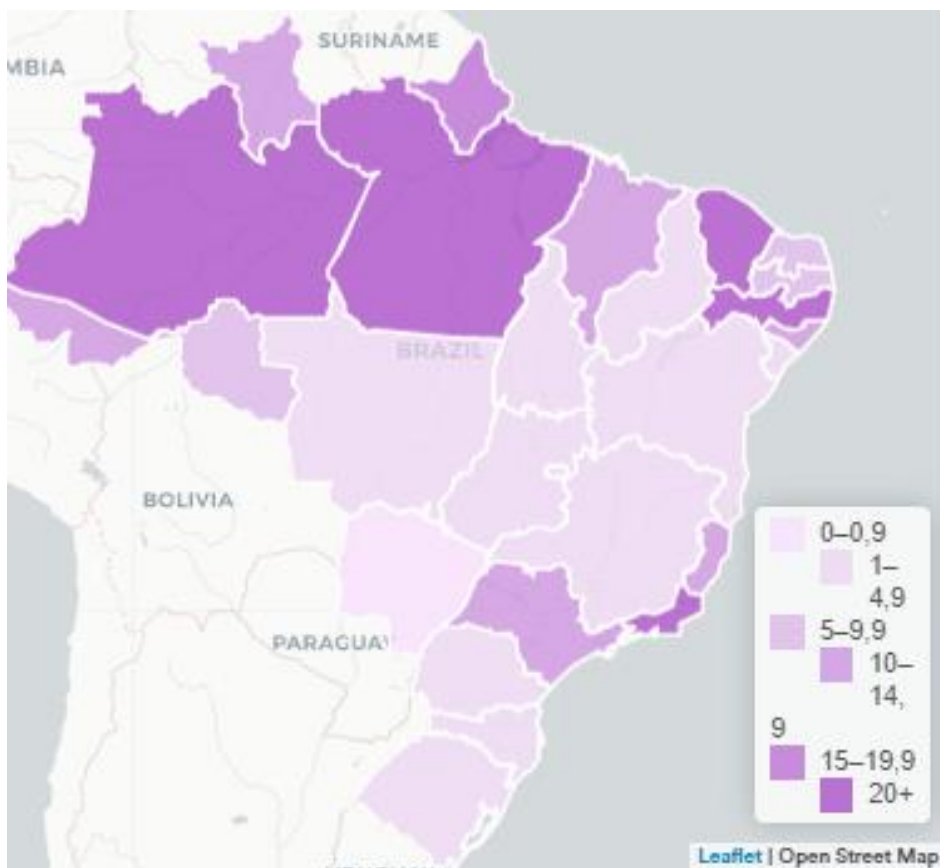 SURINAME
MBIA
BRAZIL
BOLIVIA
PARAGUAY
0–0,9
1–
4,9
5–9,9
10–
14,
9
15–19,9
20+
Leaflet | Open Street Map